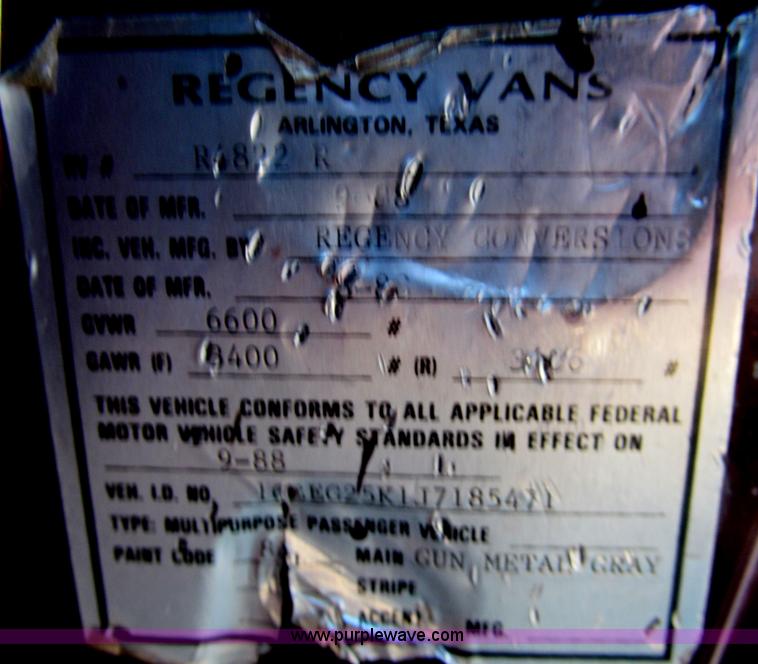 REGENCY VANS
ARLINGTON, TEXAS
DATE OF MFR.
INC. VEH. MFG. BY REGENCY CONVERSIONS
DATE OF MFR.
GVWR 6600 #
GAWR (F) 3400 # (R) #
THIS VEHICLE CONFORMS TO ALL APPLICABLE FEDERAL
MOTOR VEHICLE SAFETY STANDARDS IN EFFECT ON
9-88
VEH. I.D. NO.
TYPE: MULTIPURPOSE PASSANGER VEHICLE
PAINT CODE MAIN GUN METAL GRAY
STRIPE
ACCENT
MFG
www.purplewave.com